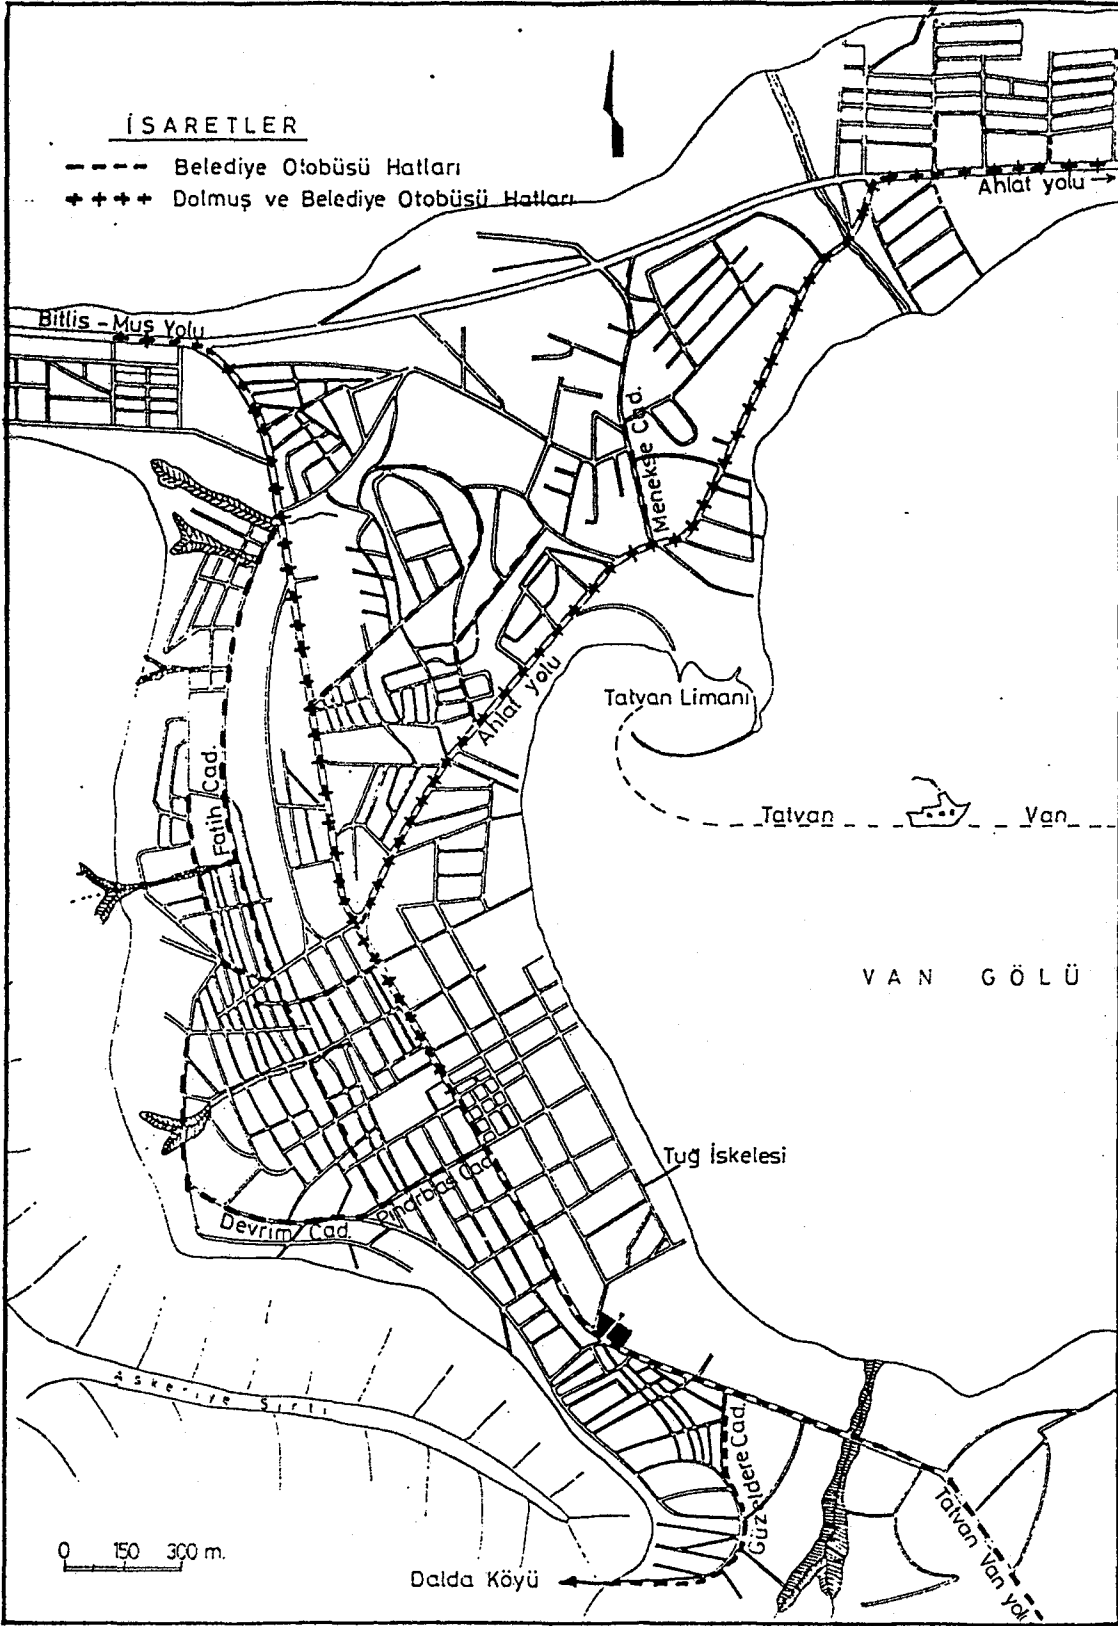 İSARETLER
Belediye Otobüsü Hatları
Dolmuş ve Belediye Otobüsü Hatları
Ahlat yolu
Bitlis - Muş Yolu
Menekşe Cad.
Ahlat yolu
Tatvan Limanı
Fatih Cad.
Tatvan Van
VAN GÖLÜ
Tuğ İskelesi
Pınarbaş Cad.
Devrim Cad.
Askeriye Sırtı
Güzeldere Cad.
Tatvan Van yolu
0 150 300 m.
Dalda Köyü